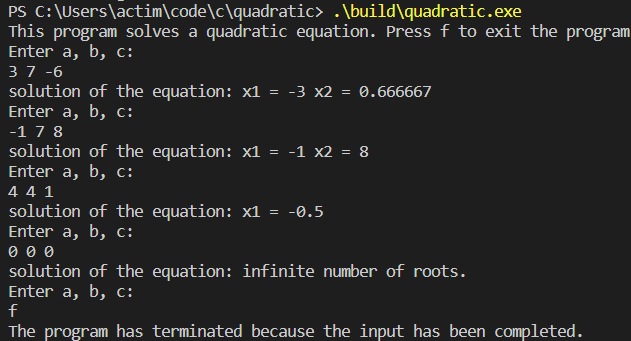 PS C:\Users\actim\code\c\quadratic> .\build\quadratic.exe
This program solves a quadratic equation. Press f to exit the program
Enter a, b, c:
3 7 -6
solution of the equation: x1 = -3 x2 = 0.666667
Enter a, b, c:
-1 7 8
solution of the equation: x1 = -1 x2 = 8
Enter a, b, c:
4 4 1
solution of the equation: x1 = -0.5
Enter a, b, c:
0 0 0
solution of the equation: infinite number of roots.
Enter a, b, c:
f
The program has terminated because the input has been completed.